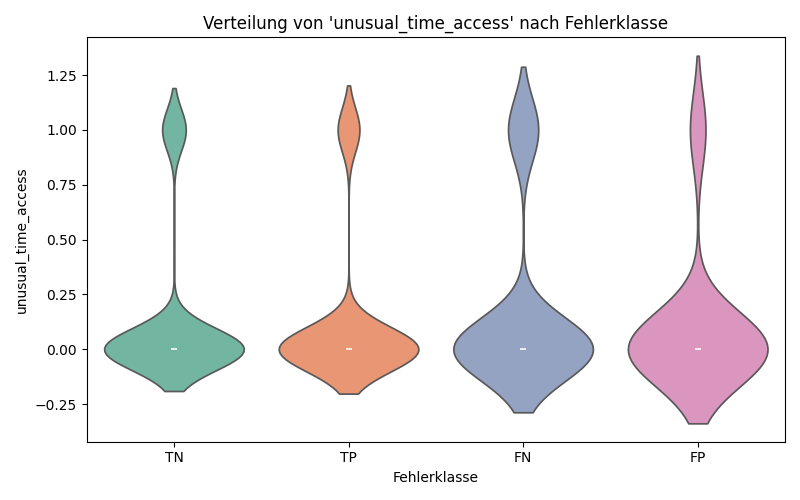 Verteilung von 'unusual_time_access' nach Fehlerklasse
unusual_time_access
1.25
1.00
0.75
0.50
0.25
0.00
−0.25
TN TP FN FP
Fehlerklasse